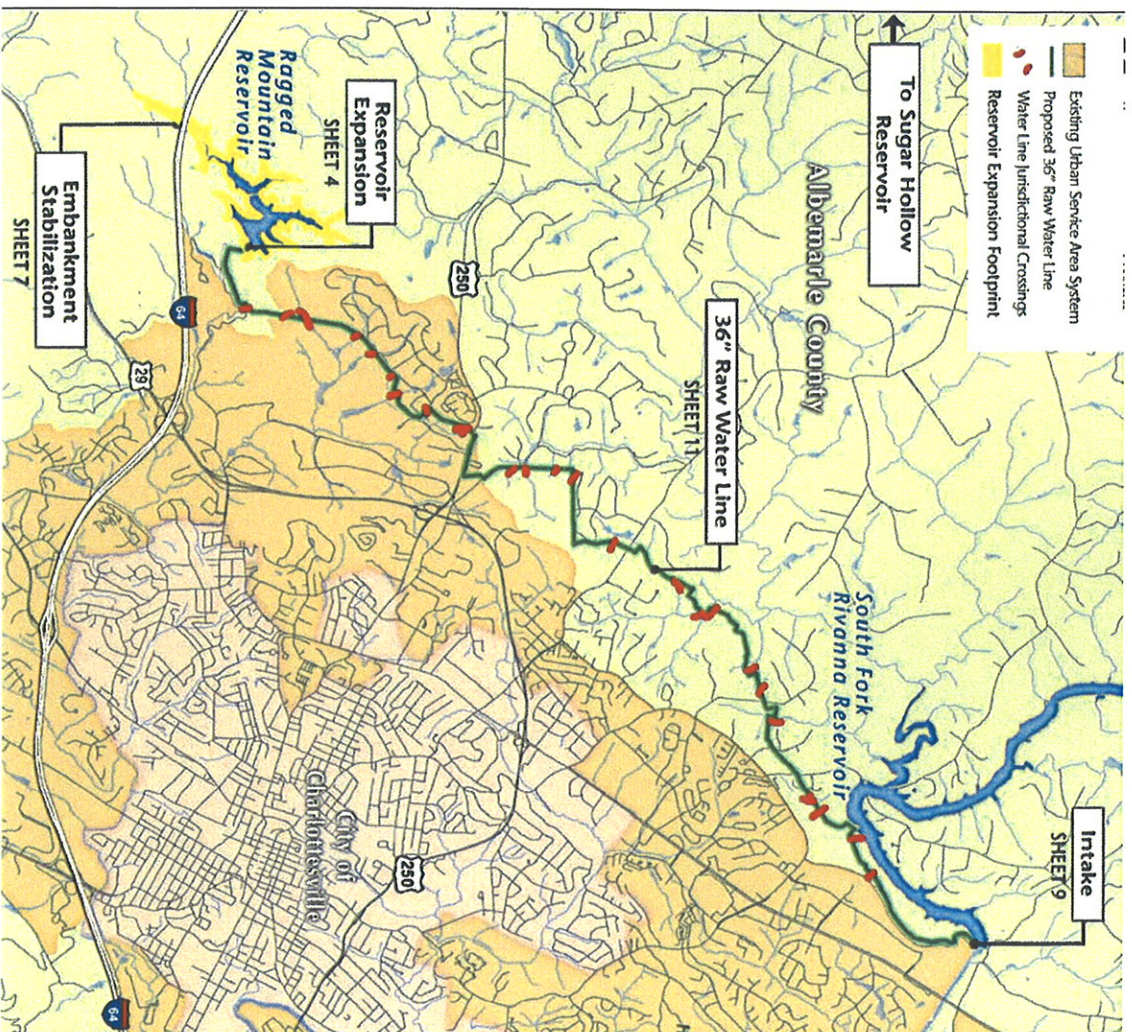 Existing Urban Service Area System
Proposed 36" Raw Water Line
Water Line Jurisdictional Crossings
Reservoir Expansion Footprint
To Sugar Hollow
Reservoir
Albemarle County
Intake
SHEET 9
South Fork
Rivanna Reservoir
36" Raw Water Line
SHEET 11
250
Reservoir
Expansion
SHEET 4
Ragged
Mountain
Reservoir
64
29
Embankment
Stabilization
SHEET 7
City of
Charlottesville
250
64